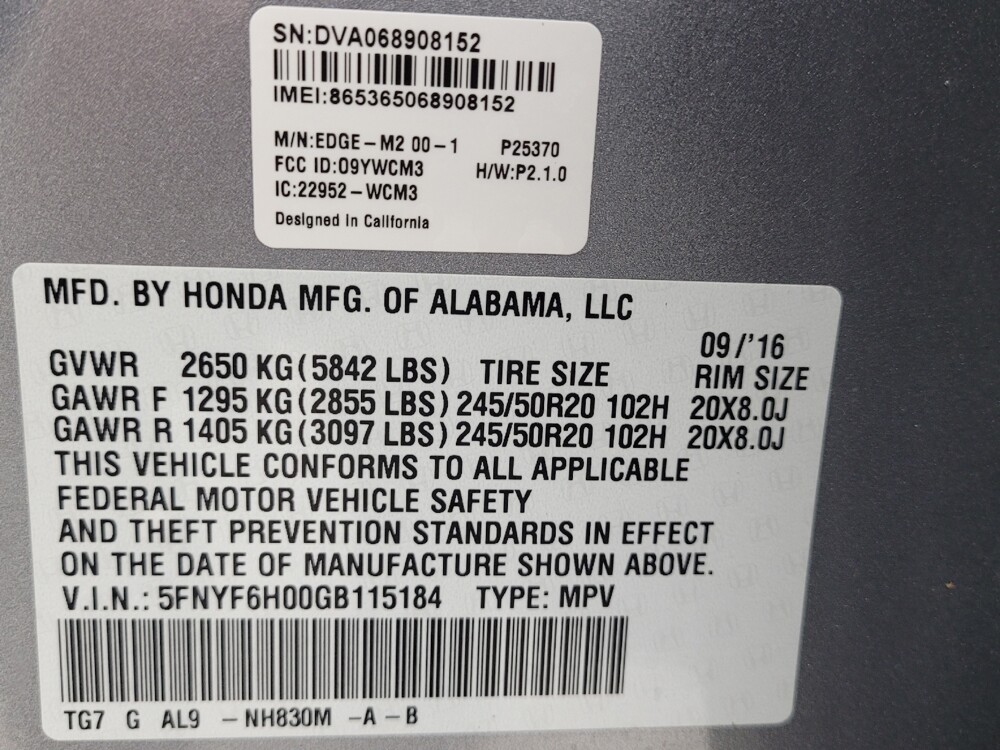 SN:DVA068908152
IMEI:865365068908152
M/N:EDGE-M2 00-1 P25370
FCC ID:O9YWCM3 H/W:P2.1.0
IC:22952-WCM3
Designed in California
MFD. BY HONDA MFG. OF ALABAMA, LLC
09/'16
GVWR 2650 KG (5842 LBS) TIRE SIZE RIM SIZE
GAWR F 1295 KG (2855 LBS) 245/50R20 102H 20X8.0J
GAWR R 1405 KG (3097 LBS) 245/50R20 102H 20X8.0J
THIS VEHICLE CONFORMS TO ALL APPLICABLE
FEDERAL MOTOR VEHICLE SAFETY
AND THEFT PREVENTION STANDARDS IN EFFECT
ON THE DATE OF MANUFACTURE SHOWN ABOVE.
V.I.N.: 5FNYF6H00GB115184 TYPE: MPV
TG7 G AL9 -NH830M -A -B